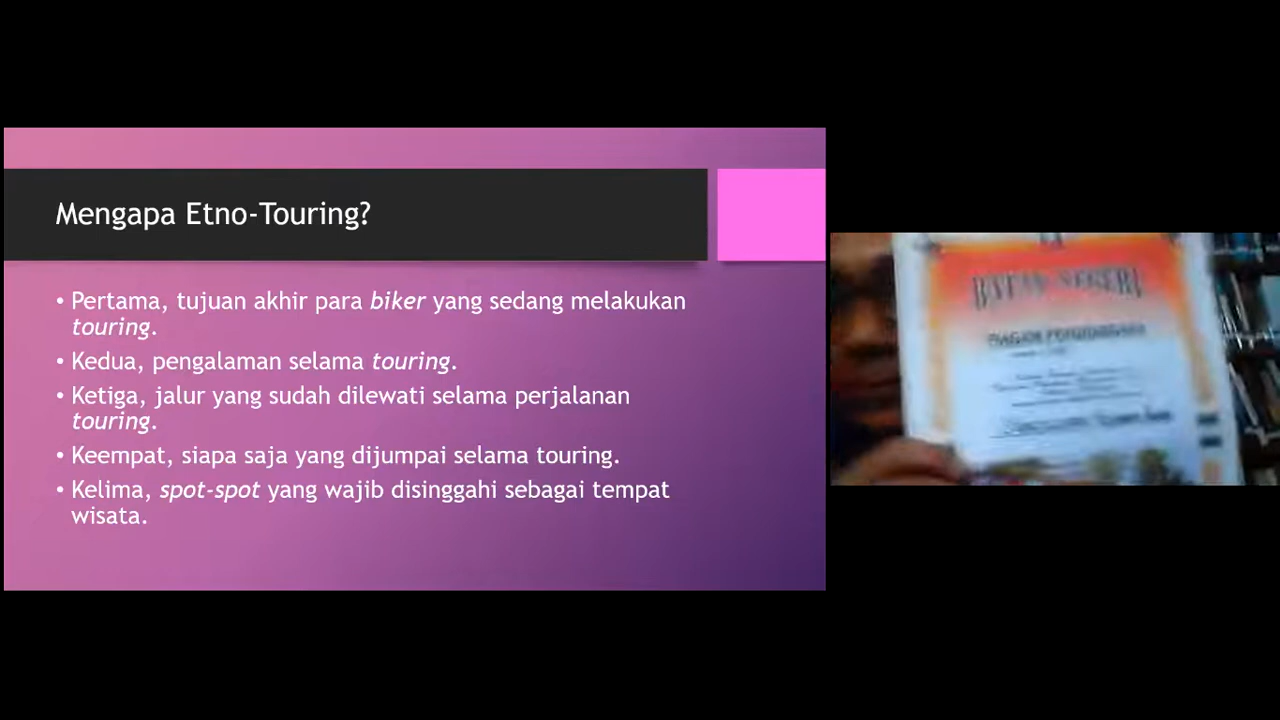 Mengapa Etno-Touring?
• Pertama, tujuan akhir para biker yang sedang melakukan
touring.
• Kedua, pengalaman selama touring.
• Ketiga, jalur yang sudah dilewati selama perjalanan
touring.
• Keempat, siapa saja yang dijumpai selama touring.
• Kelima, spot-spot yang wajib disinggahi sebagai tempat
wisata.